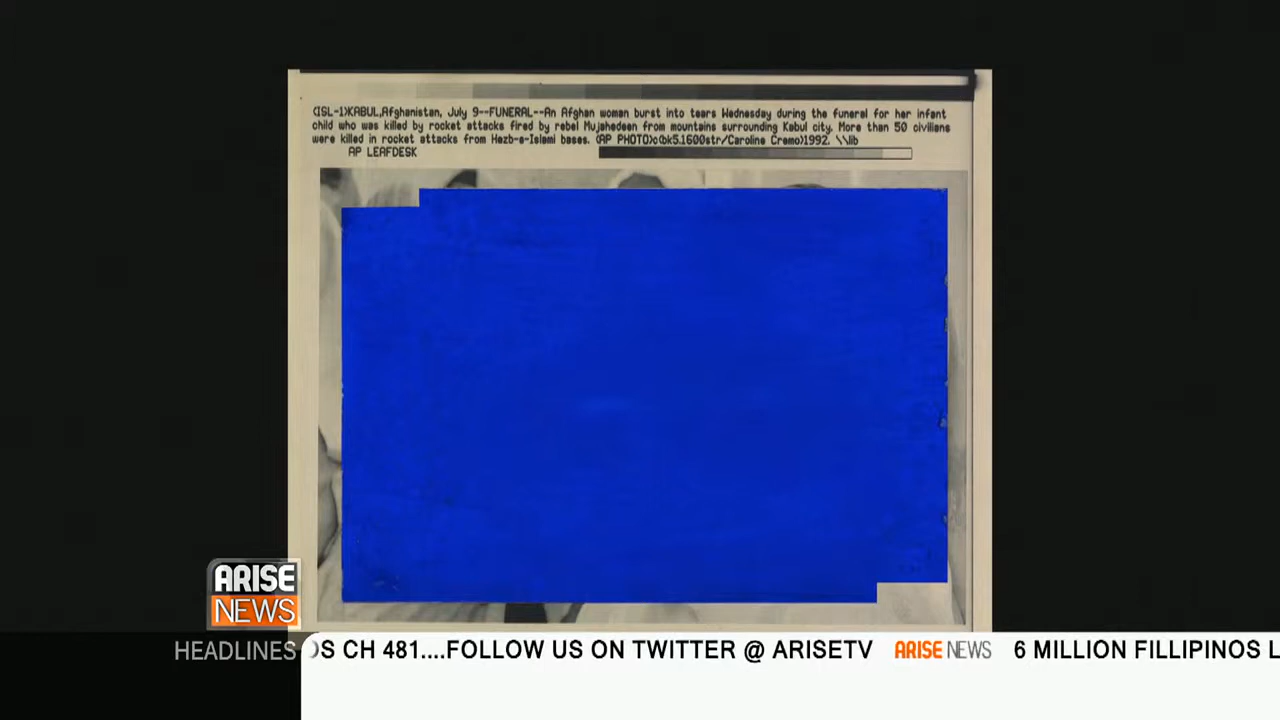 (ISL-1)KABUL,Afghanistan, July 9--FUNERAL--An Afghan woman burst into tears Wednesday during the funeral for her infant
child who was killed by rocket attacks fired by rebel Mujahedeen from mountains surrounding Kabul city. More than 50 civilians
were killed in rocket attacks from Hezb-e-Islami bases. (AP PHOTO)c(bk5.1600str/Caroline Cremo)1992. \\lib
AP LEAFDESK
ARISE
NEWS
HEADLINES S CH 481....FOLLOW US ON TWITTER @ ARISETV ARISE NEWS 6 MILLION FILLIPINOS